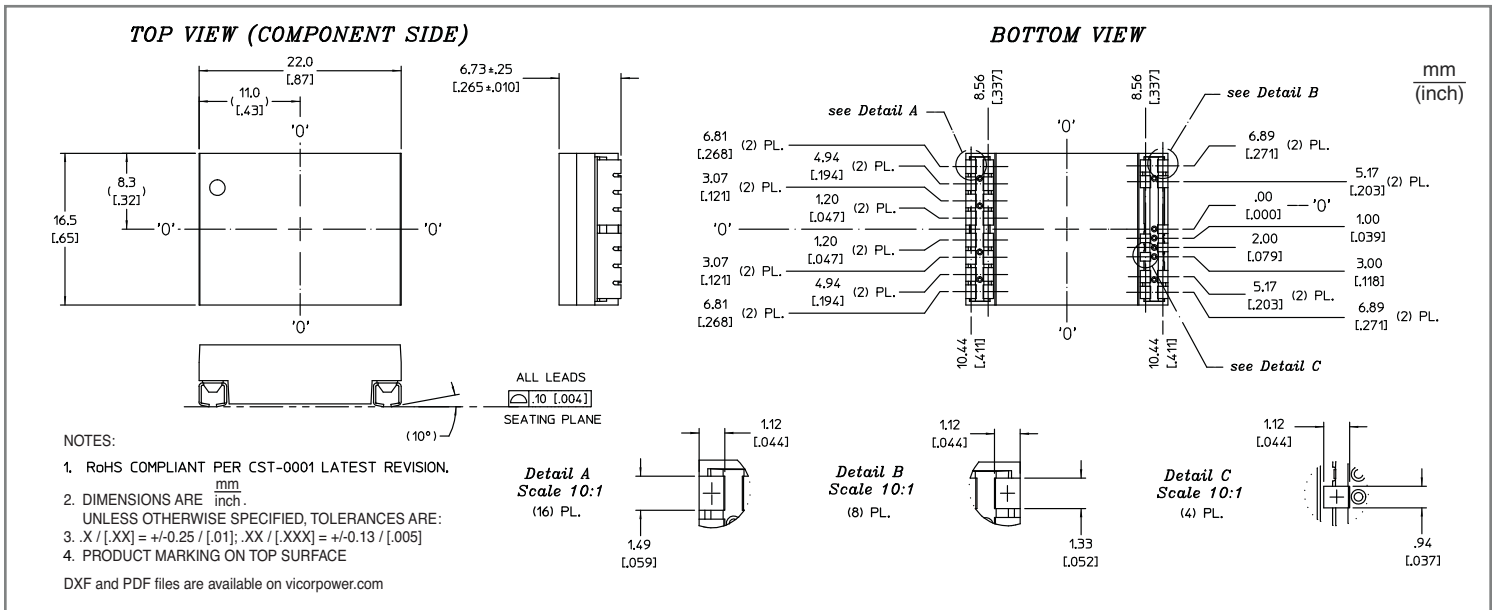 TOP VIEW (COMPONENT SIDE)
22.0
[.87]
11.0
( )
[.43]
'0'
8.3
( )
[.32]
16.5
[.65]
'0'
'0'
'0'
6.73±.25
[.265±.010]
BOTTOM VIEW
mm
(inch)
8.56
[.337]
8.56
[.337]
see Detail A
see Detail B
'0'
6.81
[.268] (2) PL.
4.94
[.194] (2) PL.
3.07
[.121] (2) PL.
1.20
[.047] (2) PL.
'0'
1.20
[.047] (2) PL.
3.07
[.121] (2) PL.
4.94
[.194] (2) PL.
6.81
[.268] (2) PL.
6.89
[.271] (2) PL.
5.17
[.203] (2) PL.
.00
[.000] '0'
1.00
[.039]
2.00
[.079]
3.00
[.118]
5.17
[.203] (2) PL.
6.89
[.271] (2) PL.
'0'
10.44
[.411]
10.44
[.411]
see Detail C
ALL LEADS
.10 [.004]
SEATING PLANE
(10°)
NOTES:
1. RoHS COMPLIANT PER CST-0001 LATEST REVISION.
2. DIMENSIONS ARE mm
inch.
UNLESS OTHERWISE SPECIFIED, TOLERANCES ARE:
3. .X / [.XX] = +/-0.25 / [.01]; .XX / [.XXX] = +/-0.13 / [.005]
4. PRODUCT MARKING ON TOP SURFACE
DXF and PDF files are available on vicorpower.com
Detail A
Scale 10:1
(16) PL.
1.12
[.044]
1.49
[.059]
Detail B
Scale 10:1
(8) PL.
1.12
[.044]
1.33
[.052]
Detail C
Scale 10:1
(4) PL.
1.12
[.044]
.94
[.037]